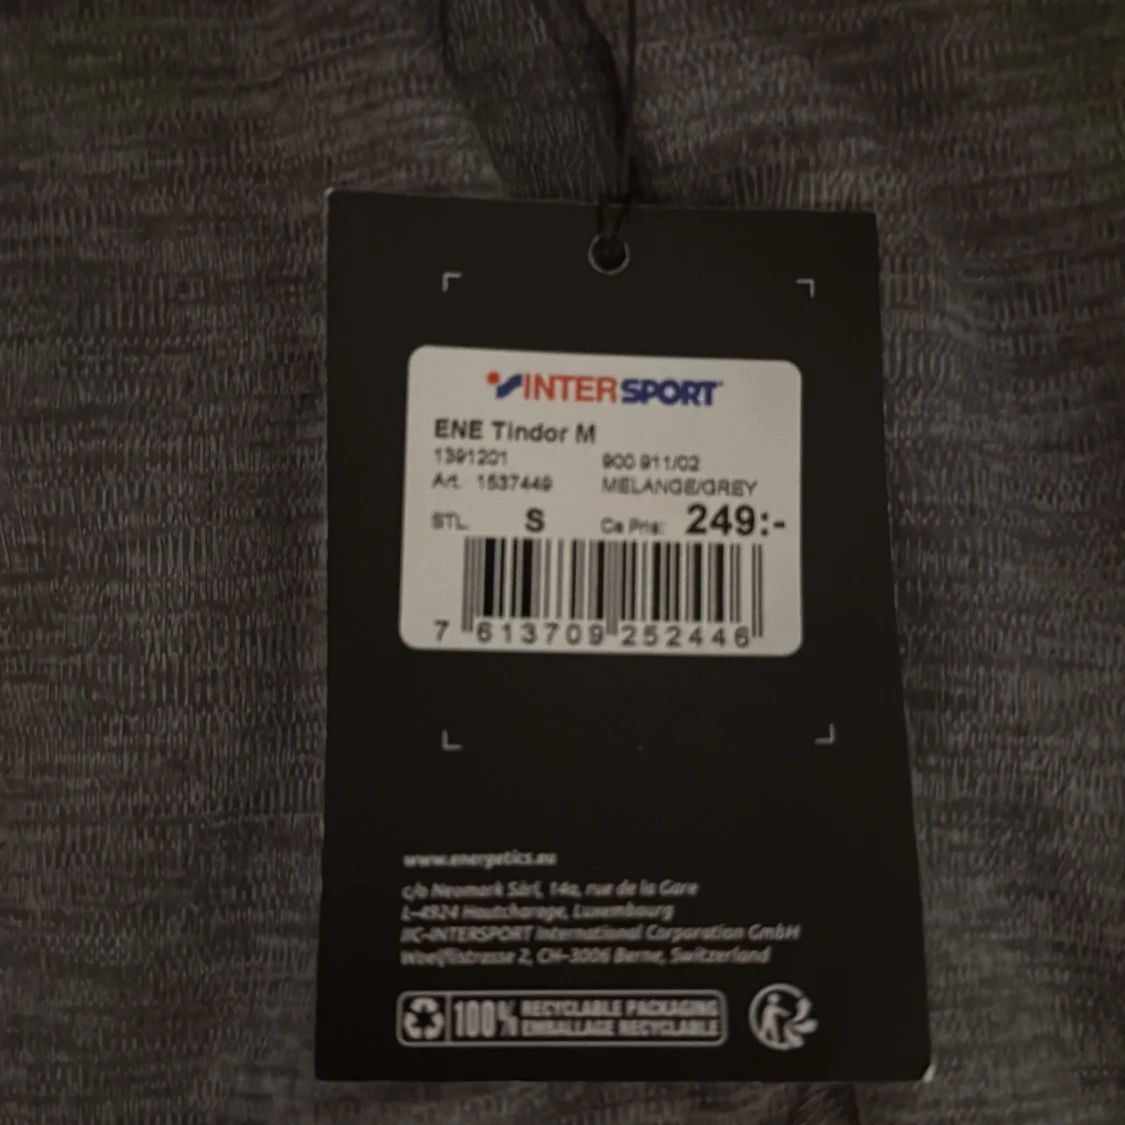 INTERSPORT
ENE Tindor M
1391201 900 911/02
Art. 1537449 MELANGE/GREY
STL S Ca Pris: 249:-
7 613709 252446
www.energetics.eu
c/o Neomark Sàrl, 14a, rue de la Gare
L-4924 Hautcharage, Luxembourg
IIC-INTERSPORT International Corporation GmbH
Woelflistrasse 2, CH-3006 Berne, Switzerland
100% RECYCLABLE PACKAGING
EMBALLAGE RECYCLABLE